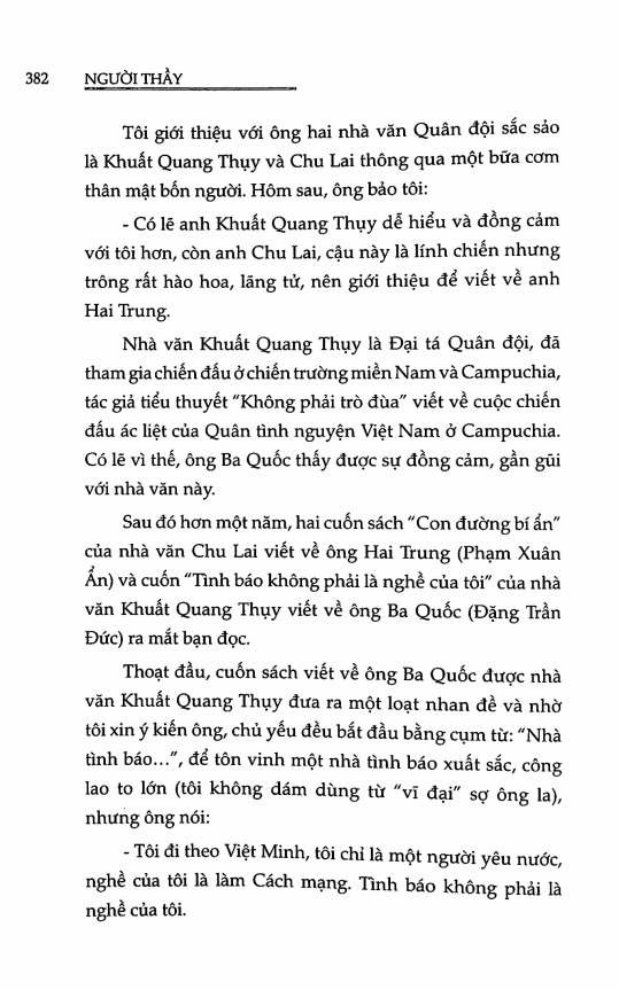 382 NGƯỜI THẦY
Tôi giới thiệu với ông hai nhà văn Quân đội sắc sảo
là Khuất Quang Thụy và Chu Lai thông qua một bữa cơm
thân mật bốn người. Hôm sau, ông bảo tôi:
- Có lẽ anh Khuất Quang Thụy dễ hiểu và đồng cảm
với tôi hơn, còn anh Chu Lai, cậu này là lính chiến nhưng
trông rất hào hoa, lãng tử, nên giới thiệu để viết về anh
Hai Trung.
Nhà văn Khuất Quang Thụy là Đại tá Quân đội, đã
tham gia chiến đấu ở chiến trường miền Nam và Campuchia,
tác giả tiểu thuyết "Không phải trò đùa" viết về cuộc chiến
đấu ác liệt của Quân tình nguyện Việt Nam ở Campuchia.
Có lẽ vì thế, ông Ba Quốc thấy được sự đồng cảm, gần gũi
với nhà văn này.
Sau đó hơn một năm, hai cuốn sách "Con đường bí ẩn"
của nhà văn Chu Lai viết về ông Hai Trung (Phạm Xuân
Ẩn) và cuốn "Tình báo không phải là nghề của tôi" của nhà
văn Khuất Quang Thụy viết về ông Ba Quốc (Đặng Trần
Đức) ra mắt bạn đọc.
Thoạt đầu, cuốn sách viết về ông Ba Quốc được nhà
văn Khuất Quang Thụy đưa ra một loạt nhan đề và nhờ
tôi xin ý kiến ông, chủ yếu đều bắt đầu bằng cụm từ: "Nhà
tình báo...", để tôn vinh một nhà tình báo xuất sắc, công
lao to lớn (tôi không dám dùng từ "vĩ đại" sợ ông la),
nhưng ông nói:
- Tôi đi theo Việt Minh, tôi chỉ là một người yêu nước,
nghề của tôi là làm Cách mạng. Tình báo không phải là
nghề của tôi.